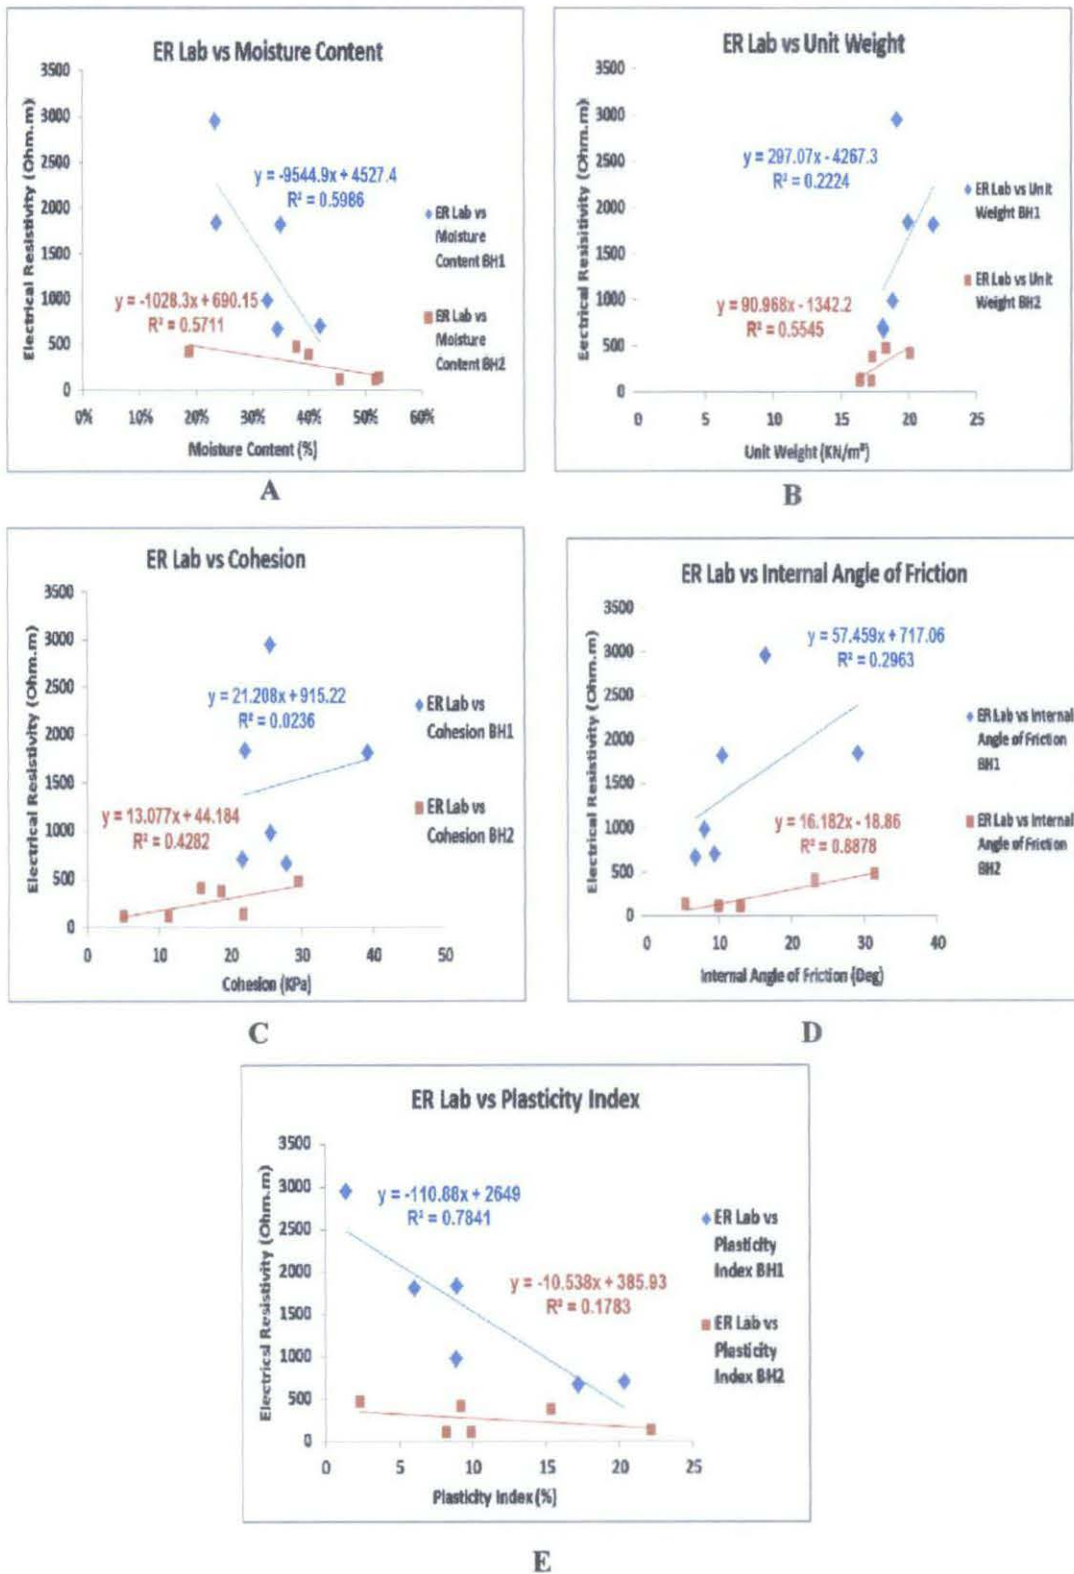 ER Lab vs Moisture Content
Electrical Resistivity (Ohm.m)
3500
3000
2500
2000
1500
1000
500
0
y = -9544.9x + 4527.4
R² = 0.5986
y = -1028.3x + 690.15
R² = 0.5711
0% 10% 20% 30% 40% 50% 60%
Moisture Content (%)
ER Lab vs
Moisture
Content BH1
ER Lab vs
Moisture
Content BH2
A
ER Lab vs Unit Weight
Eectrical Resisitivity (Ohm.m)
3500
3000
2500
2000
1500
1000
500
0
y = 297.07x - 4267.3
R² = 0.2224
y = 90.968x - 1342.2
R² = 0.5545
0 5 10 15 20 25
Unit Weight (KN/m³)
ER Lab vs Unit
Weight BH1
ER Lab vs Unit
Weight BH2
B
ER Lab vs Cohesion
Electrical Resistivity (Ohm.m)
3500
3000
2500
2000
1500
1000
500
0
y = 21.208x + 915.22
R² = 0.0236
y = 13.077x + 44.184
R² = 0.4282
0 10 20 30 40 50
Cohesion (KPa)
ER Lab vs
Cohesion BH1
ER Lab vs
Cohesion BH2
C
ER Lab vs Internal Angle of Friction
Electrical Resistivity (Ohm.m)
3500
3000
2500
2000
1500
1000
500
0
y = 57.459x + 717.06
R² = 0.2963
y = 16.182x - 18.86
R² = 0.8878
0 10 20 30 40
Internal Angle of Friction (Deg)
ER Lab vs Internal
Angle of Friction
BH1
ER Lab vs Internal
Angle of Friction
BH2
D
ER Lab vs Plasticity Index
Electricsl Resistivity (Ohm.m)
3500
3000
2500
2000
1500
1000
500
0
y = -110.88x + 2649
R² = 0.7841
y = -10.538x + 385.93
R² = 0.1783
0 5 10 15 20 25
Plasticity Index (%)
ER Lab vs
Plasticity
Index BH1
ER Lab vs
Plasticity
Index BH2
E